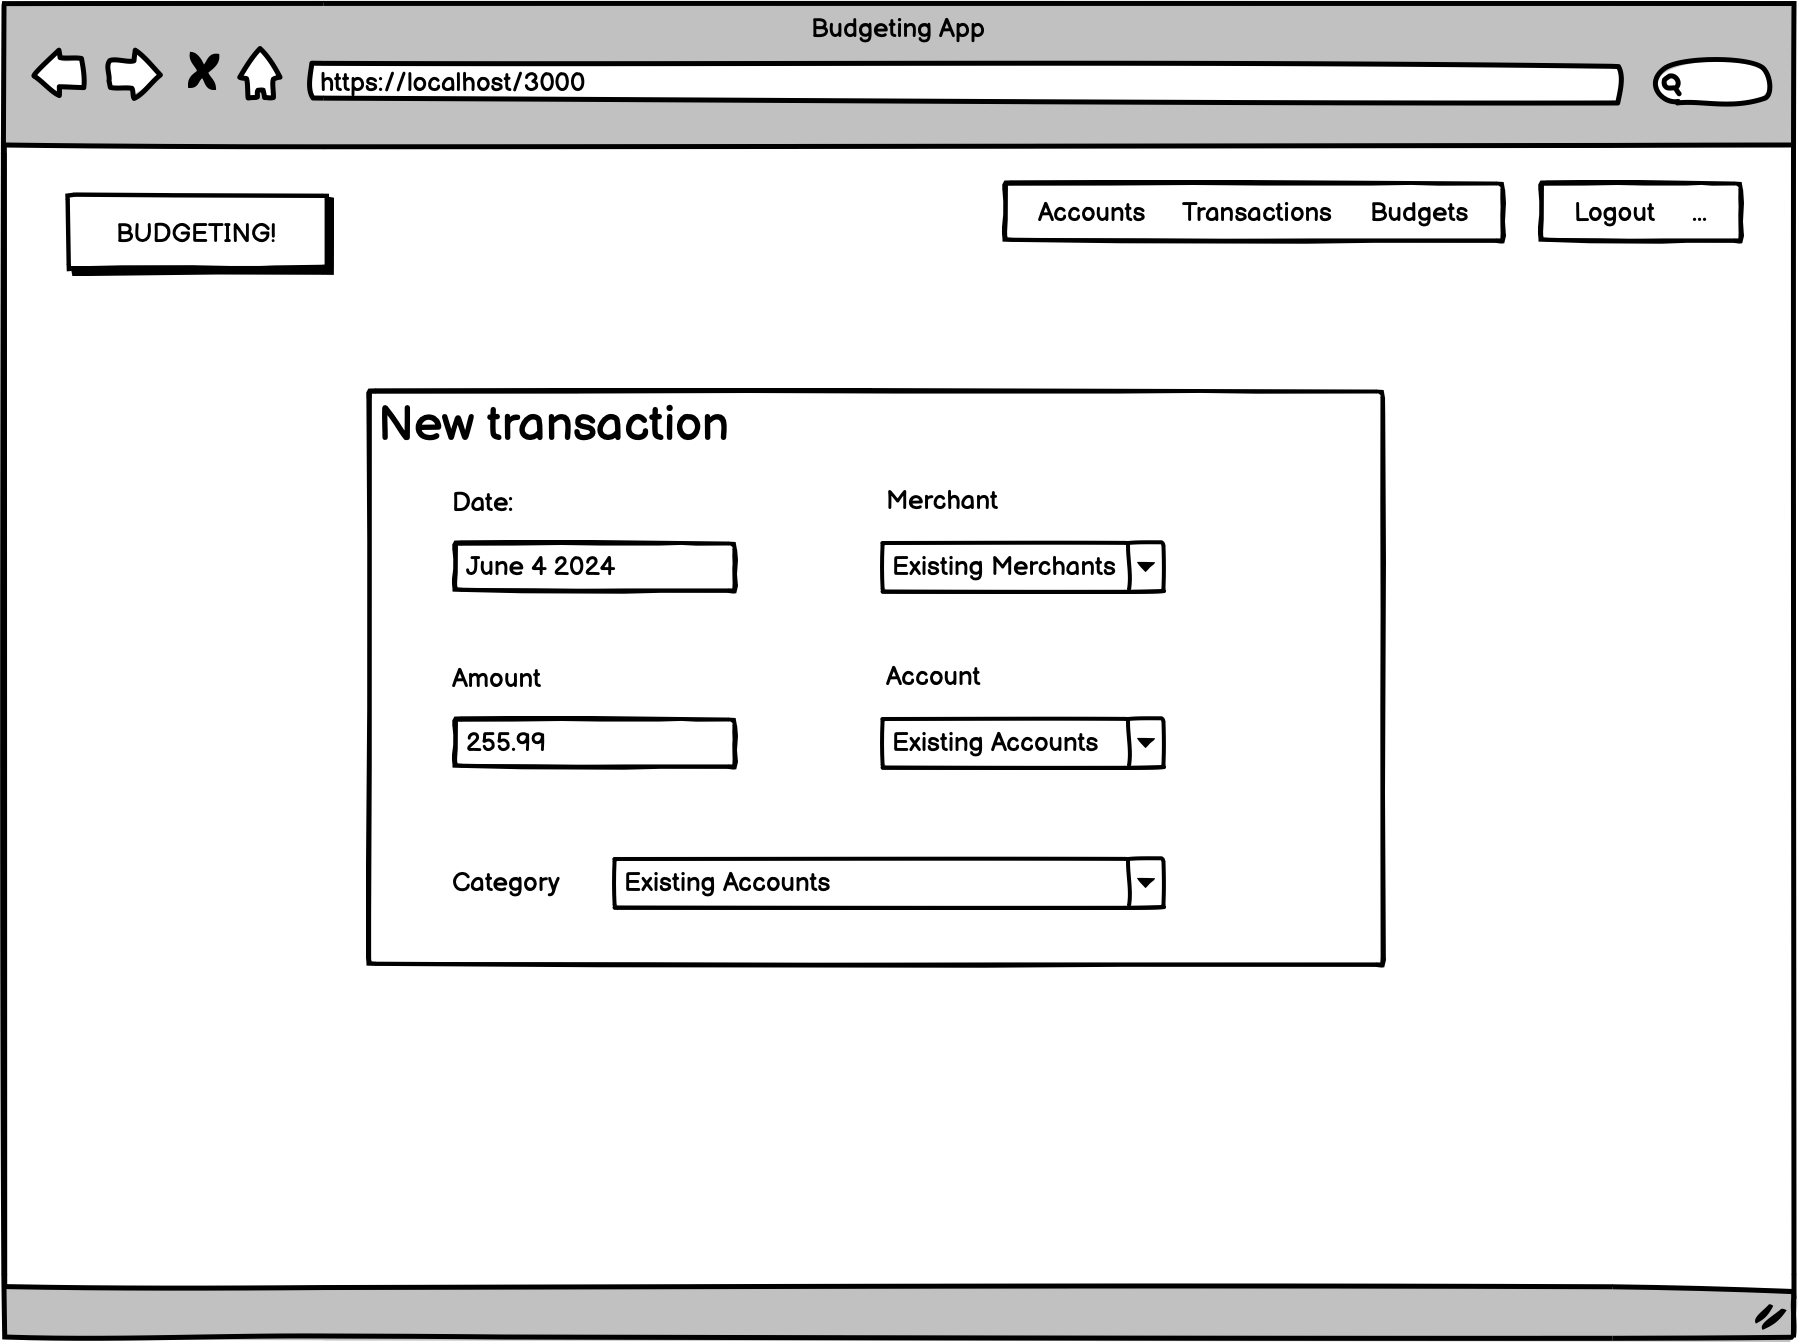 Budgeting App
https://localhost/3000
BUDGETING!
Accounts Transactions Budgets
Logout ...
New transaction
Date:
Merchant
June 4 2024
Existing Merchants
Amount
Account
255.99
Existing Accounts
Category
Existing Accounts